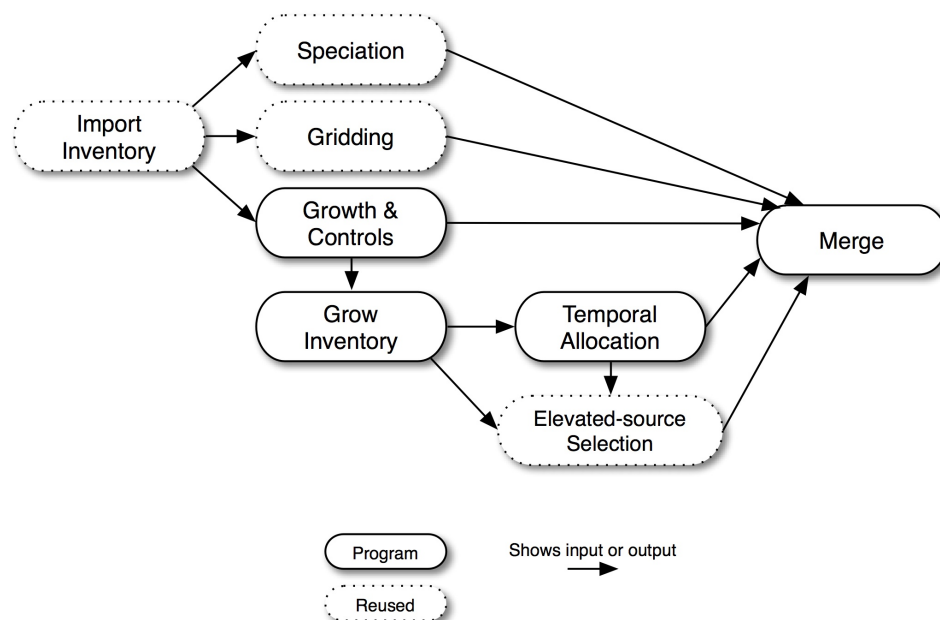 Speciation
Import
Inventory
Gridding
Growth &
Controls
Merge
Grow
Inventory
Temporal
Allocation
Elevated-source
Selection
Program
Shows input or output
Reused